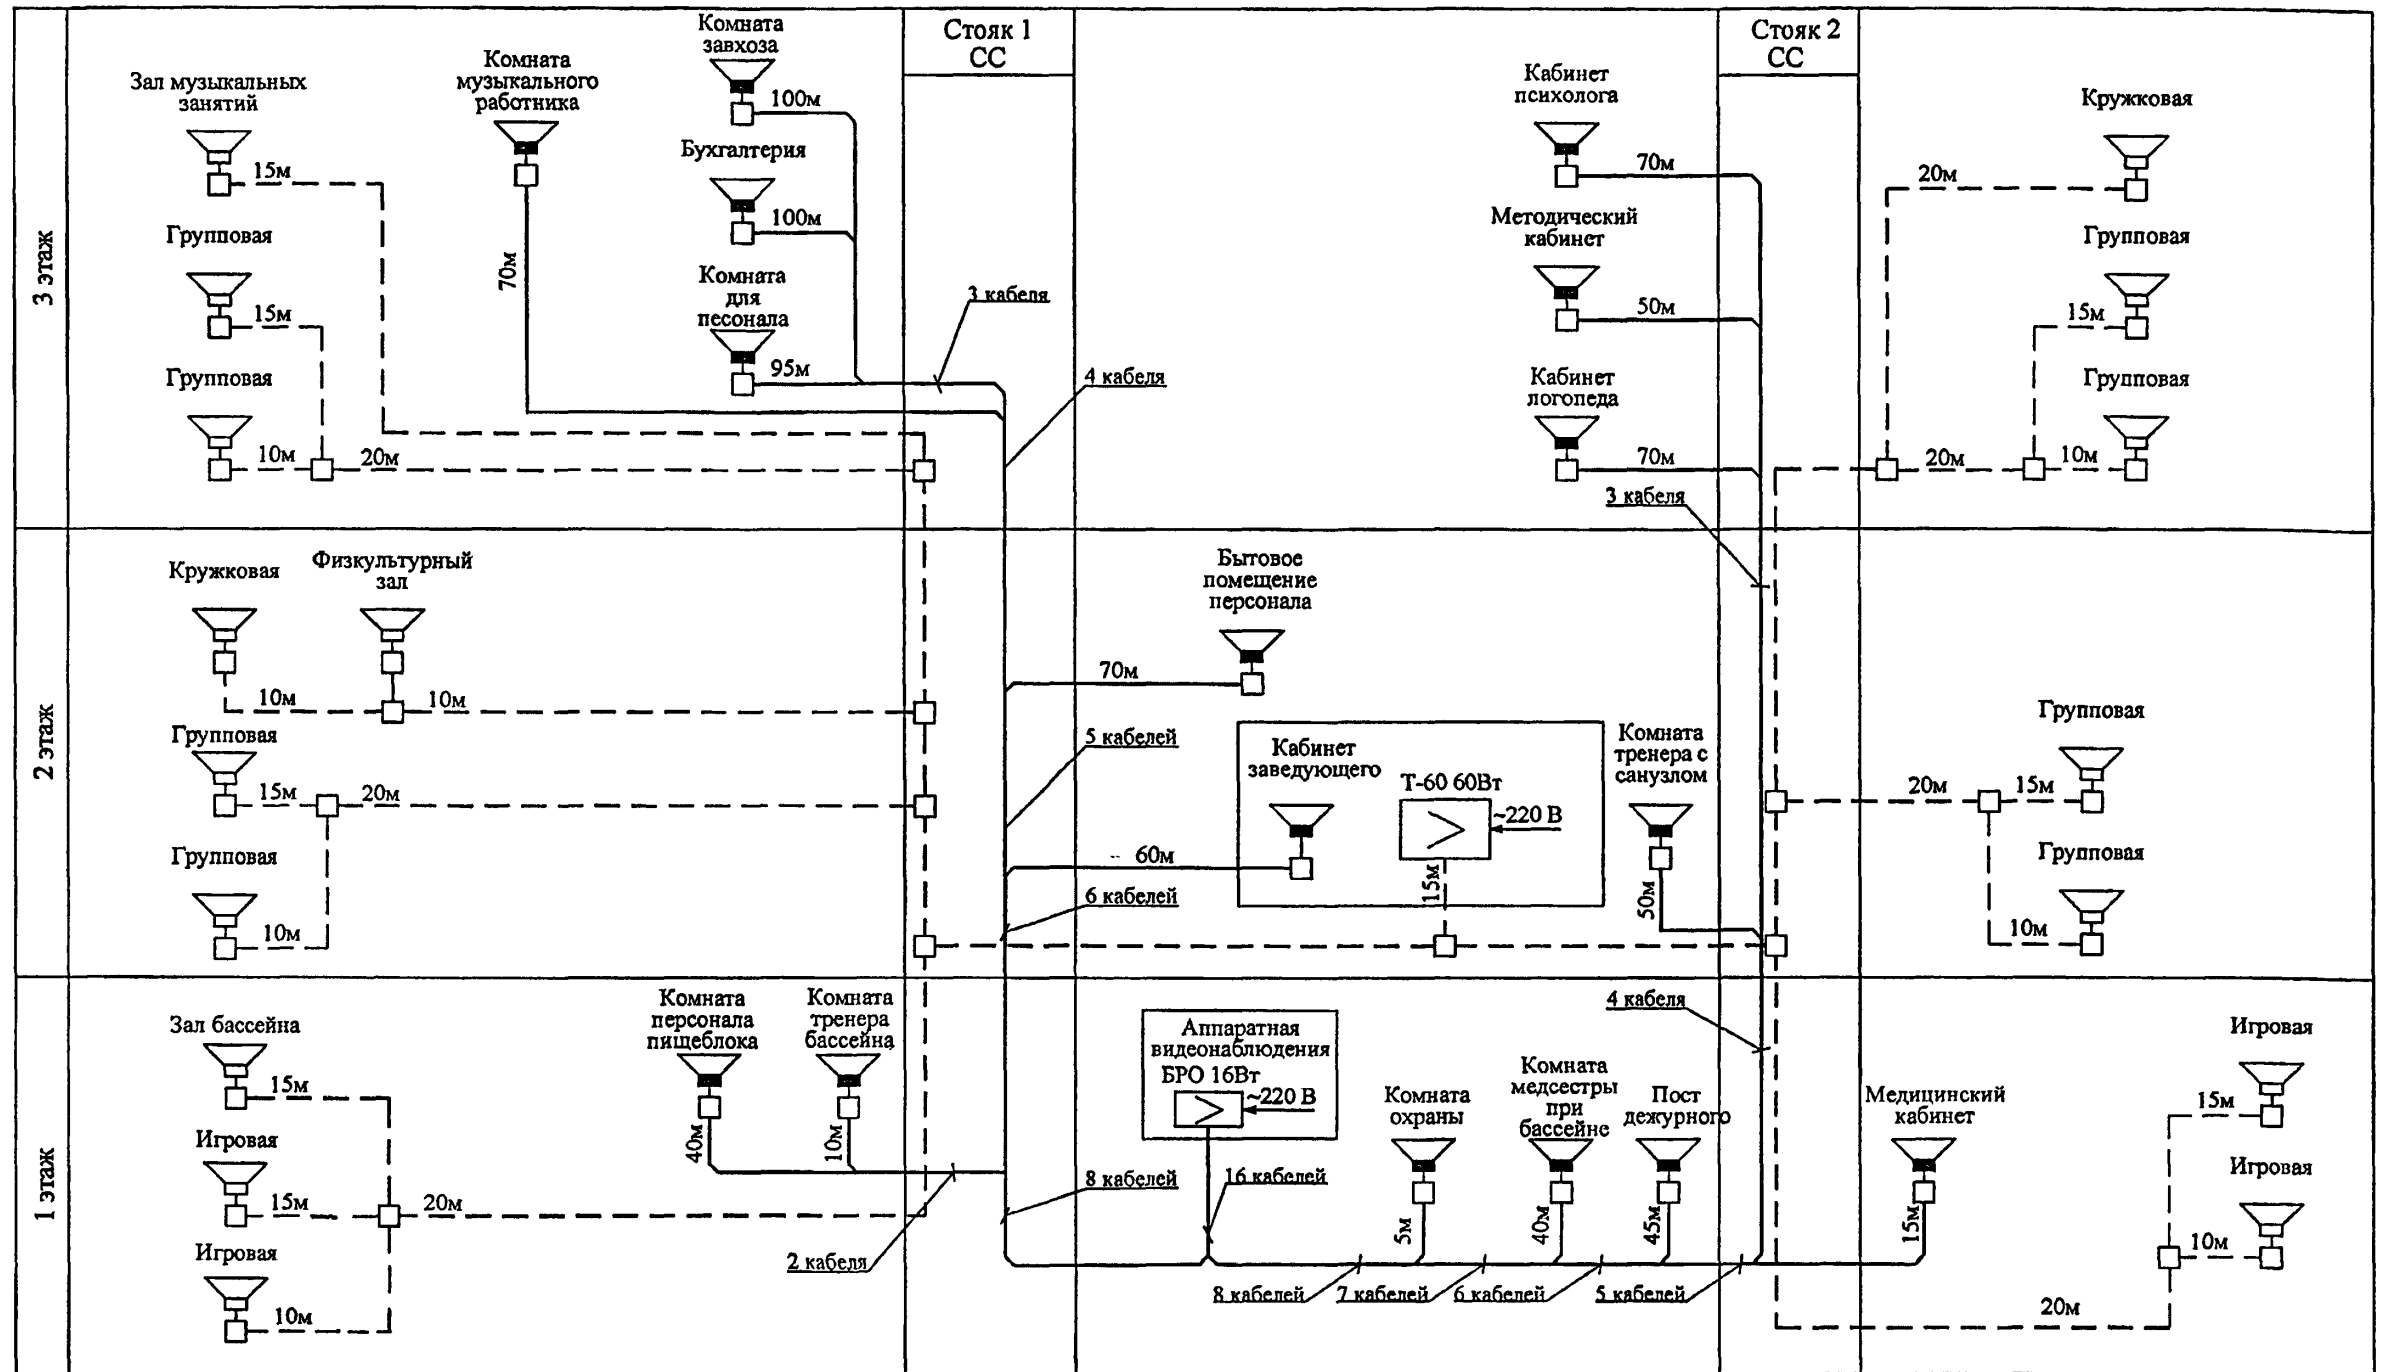 Стояк 1
СС
Стояк 2
СС
3 этаж
Зал музыкальных
занятий
15м
Групповая
15м
Групповая
10м
20м
Комната
музыкального
работника
70м
Комната
завхоза
100м
Бухгалтерия
100м
Комната
для
песонала
95м
3 кабеля
4 кабеля
Кабинет
психолога
70м
Методический
кабинет
50м
Кабинет
логопеда
70м
3 кабеля
Кружковая
20м
Групповая
15м
Групповая
20м
10м
2 этаж
Кружковая
10м
Физкультурный
зал
10м
Групповая
15м
20м
Групповая
10м
Бытовое
помещение
персонала
70м
5 кабелей
Кабинет
заведующего
60м
Т-60 60Вт
~220 В
15м
6 кабелей
Комната
тренера с
санузлом
50м
Групповая
20м
15м
Групповая
10м
1 этаж
Зал бассейна
15м
Игровая
15м
20м
Игровая
10м
Комната
персонала
пищеблока
40м
Комната
тренера
бассейна
10м
2 кабеля
8 кабелей
Аппаратная
видеонаблюдения
БРО 16Вт
~220 В
16 кабелей
Комната
охраны
5м
Комната
медсестры
при
бассейне
40м
Пост
дежурного
45м
4 кабеля
8 кабелей
7 кабелей
6 кабелей
5 кабелей
Медицинский
кабинет
15м
Игровая
15м
Игровая
10м
20м